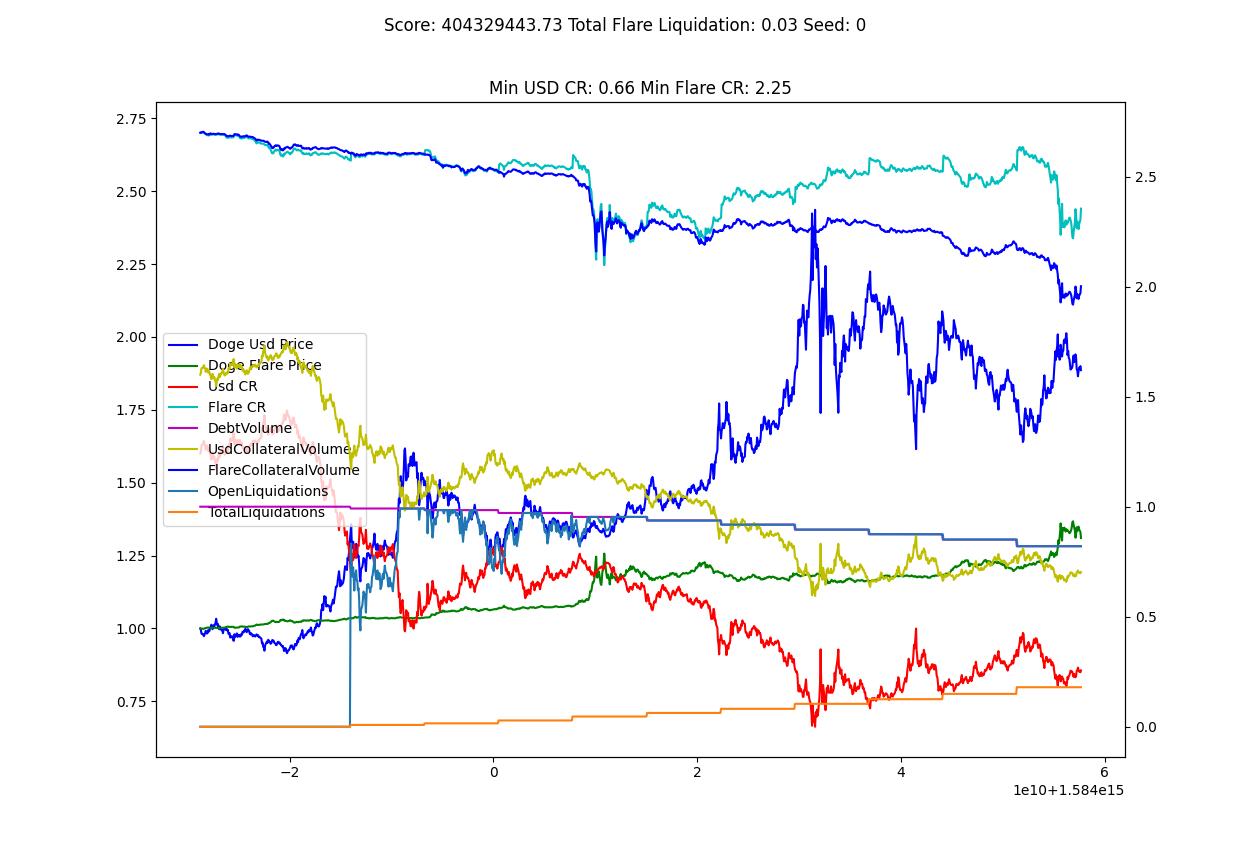 Score: 404329443.73 Total Flare Liquidation: 0.03 Seed: 0
Min USD CR: 0.66 Min Flare CR: 2.25
2.75
2.50
2.25
2.00
1.75
1.50
1.25
1.00
0.75
Doge Usd Price
Doge Flare Price
Usd CR
Flare CR
DebtVolume
UsdCollateralVolume
FlareCollateralVolume
OpenLiquidations
TotalLiquidations
2.5
2.0
1.5
1.0
0.5
0.0
−2 0 2 4 6
1e10+1.584e15